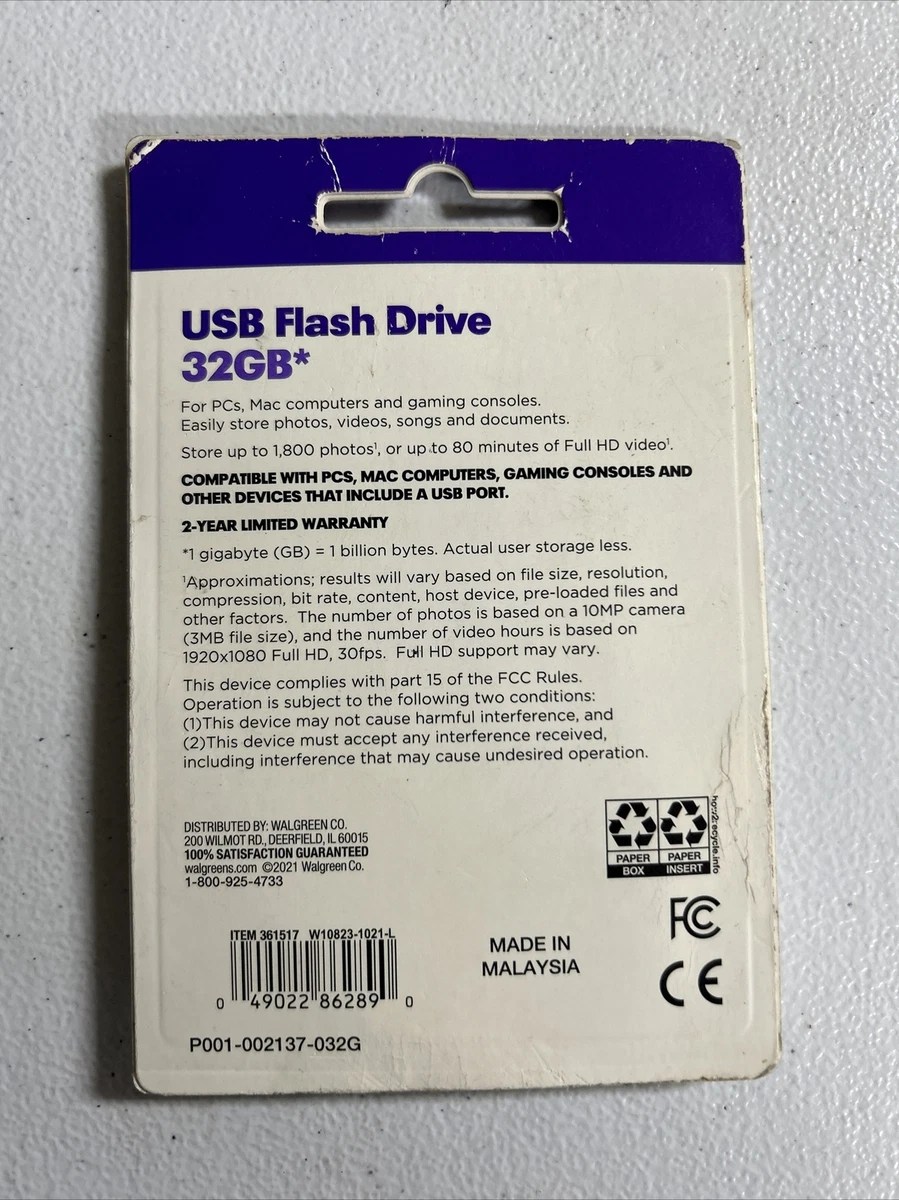 USB Flash Drive
32GB*
For PCs, Mac computers and gaming consoles.
Easily store photos, videos, songs and documents.
Store up to 1,800 photos¹, or up to 80 minutes of Full HD video¹.
COMPATIBLE WITH PCS, MAC COMPUTERS, GAMING CONSOLES AND
OTHER DEVICES THAT INCLUDE A USB PORT.
2-YEAR LIMITED WARRANTY
*1 gigabyte (GB) = 1 billion bytes. Actual user storage less.
¹Approximations; results will vary based on file size, resolution,
compression, bit rate, content, host device, pre-loaded files and
other factors. The number of photos is based on a 10MP camera
(3MB file size), and the number of video hours is based on
1920x1080 Full HD, 30fps. Full HD support may vary.
This device complies with part 15 of the FCC Rules.
Operation is subject to the following two conditions:
(1)This device may not cause harmful interference, and
(2)This device must accept any interference received,
including interference that may cause undesired operation.
DISTRIBUTED BY: WALGREEN CO.
200 WILMOT RD., DEERFIELD, IL 60015
100% SATISFACTION GUARANTEED
walgreens.com ©2021 Walgreen Co.
1-800-925-4733
PAPER PAPER
BOX INSERT
how2recycle.info
FC
CE
ITEM 361517 W10823-1021-L
0 49022 86289 0
MADE IN
MALAYSIA
P001-002137-032G